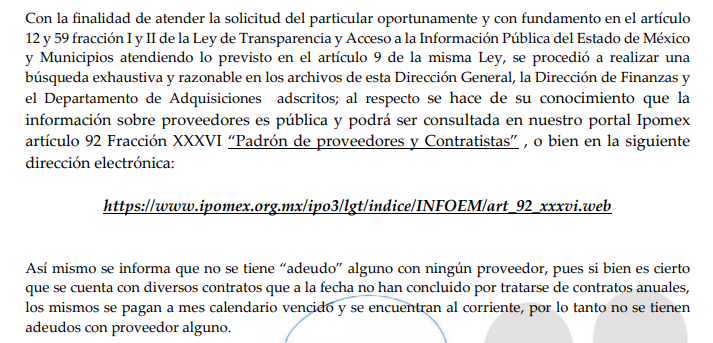 Con la finalidad de atender la solicitud del particular oportunamente y con fundamento en el artículo
12 y 59 fracción I y II de la Ley de Transparencia y Acceso a la Información Pública del Estado de México
y Municipios atendiendo lo previsto en el artículo 9 de la misma Ley, se procedió a realizar una
búsqueda exhaustiva y razonable en los archivos de esta Dirección General, la Dirección de Finanzas y
el Departamento de Adquisiciones adscritos; al respecto se hace de su conocimiento que la
información sobre proveedores es pública y podrá ser consultada en nuestro portal Ipomex
artículo 92 Fracción XXXVI “Padrón de proveedores y Contratistas” , o bien en la siguiente
dirección electrónica:
https://www.ipomex.org.mx/ipo3/lgt/indice/INFOEM/art_92_xxxvi.web
Así mismo se informa que no se tiene “adeudo” alguno con ningún proveedor, pues si bien es cierto
que se cuenta con diversos contratos que a la fecha no han concluido por tratarse de contratos anuales,
los mismos se pagan a mes calendario vencido y se encuentran al corriente, por lo tanto no se tienen
adeudos con proveedor alguno.